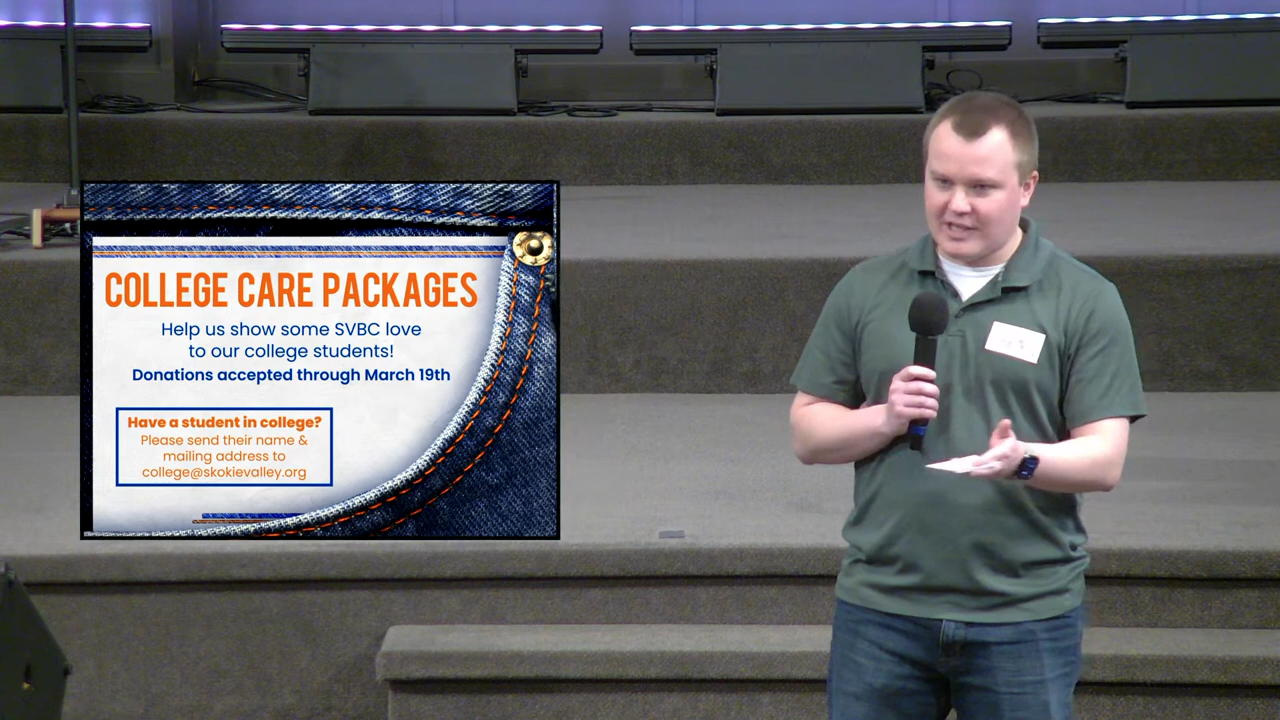 COLLEGE CARE PACKAGES
Help us show some SVBC love
to our college students!
Donations accepted through March 19th
Have a student in college?
Please send their name &
mailing address to
college@skokievalley.org